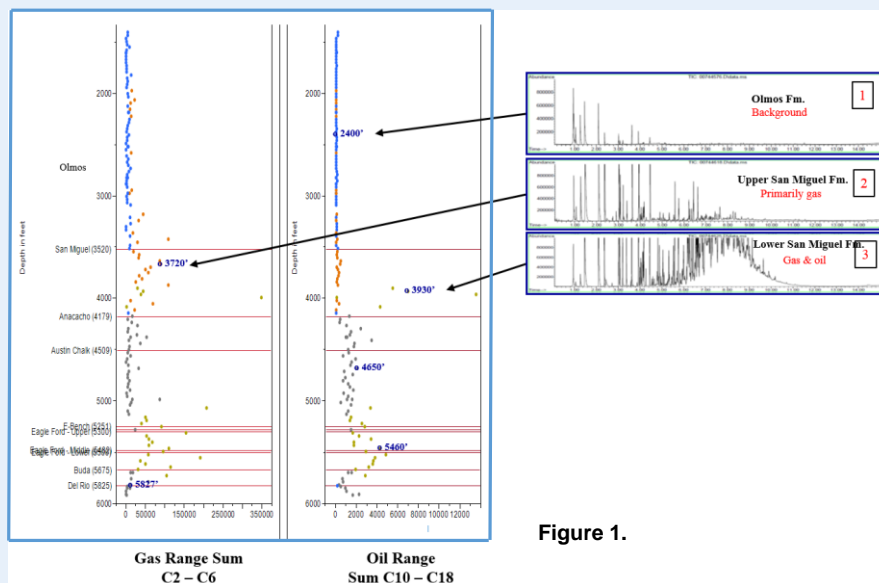 2000
3000
4000
5000
6000
Depth in feet
Olmos
San Miguel (3520)
Anacacho (4179)
Austin Chalk (4509)
E-Bench (5251)
Buda (5675)
Del Rio (5825)
3720'
5827'
0
50000
150000
250000
350000
Gas Range Sum
C2 – C6
2000
3000
4000
5000
6000
Depth in feet
2400'
3930'
4650'
5460'
0
2000
4000
6000
8000
10000
12000
Oil Range
Sum C10 – C18
Abundance
Olmos Fm.
Background
1
Upper San Miguel Fm.
Primarily gas
2
Lower San Miguel Fm.
Gas & oil
3
Figure 1.